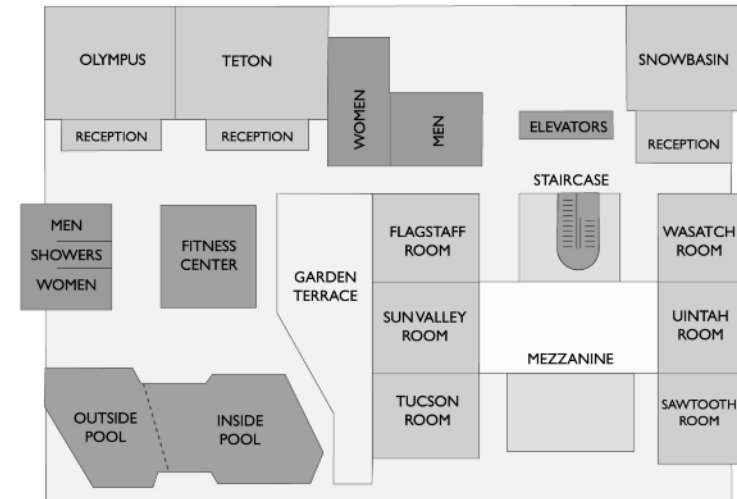 OLYMPUS
TETON
SNOWBASIN
WOMEN
MEN
ELEVATORS
RECEPTION
RECEPTION
RECEPTION
STAIRCASE
MEN
SHOWERS
WOMEN
FITNESS
CENTER
GARDEN
TERRACE
FLAGSTAFF
ROOM
WASATCH
ROOM
SUN VALLEY
ROOM
UINTAH
ROOM
MEZZANINE
OUTSIDE
POOL
INSIDE
POOL
TUCSON
ROOM
SAWTOOTH
ROOM